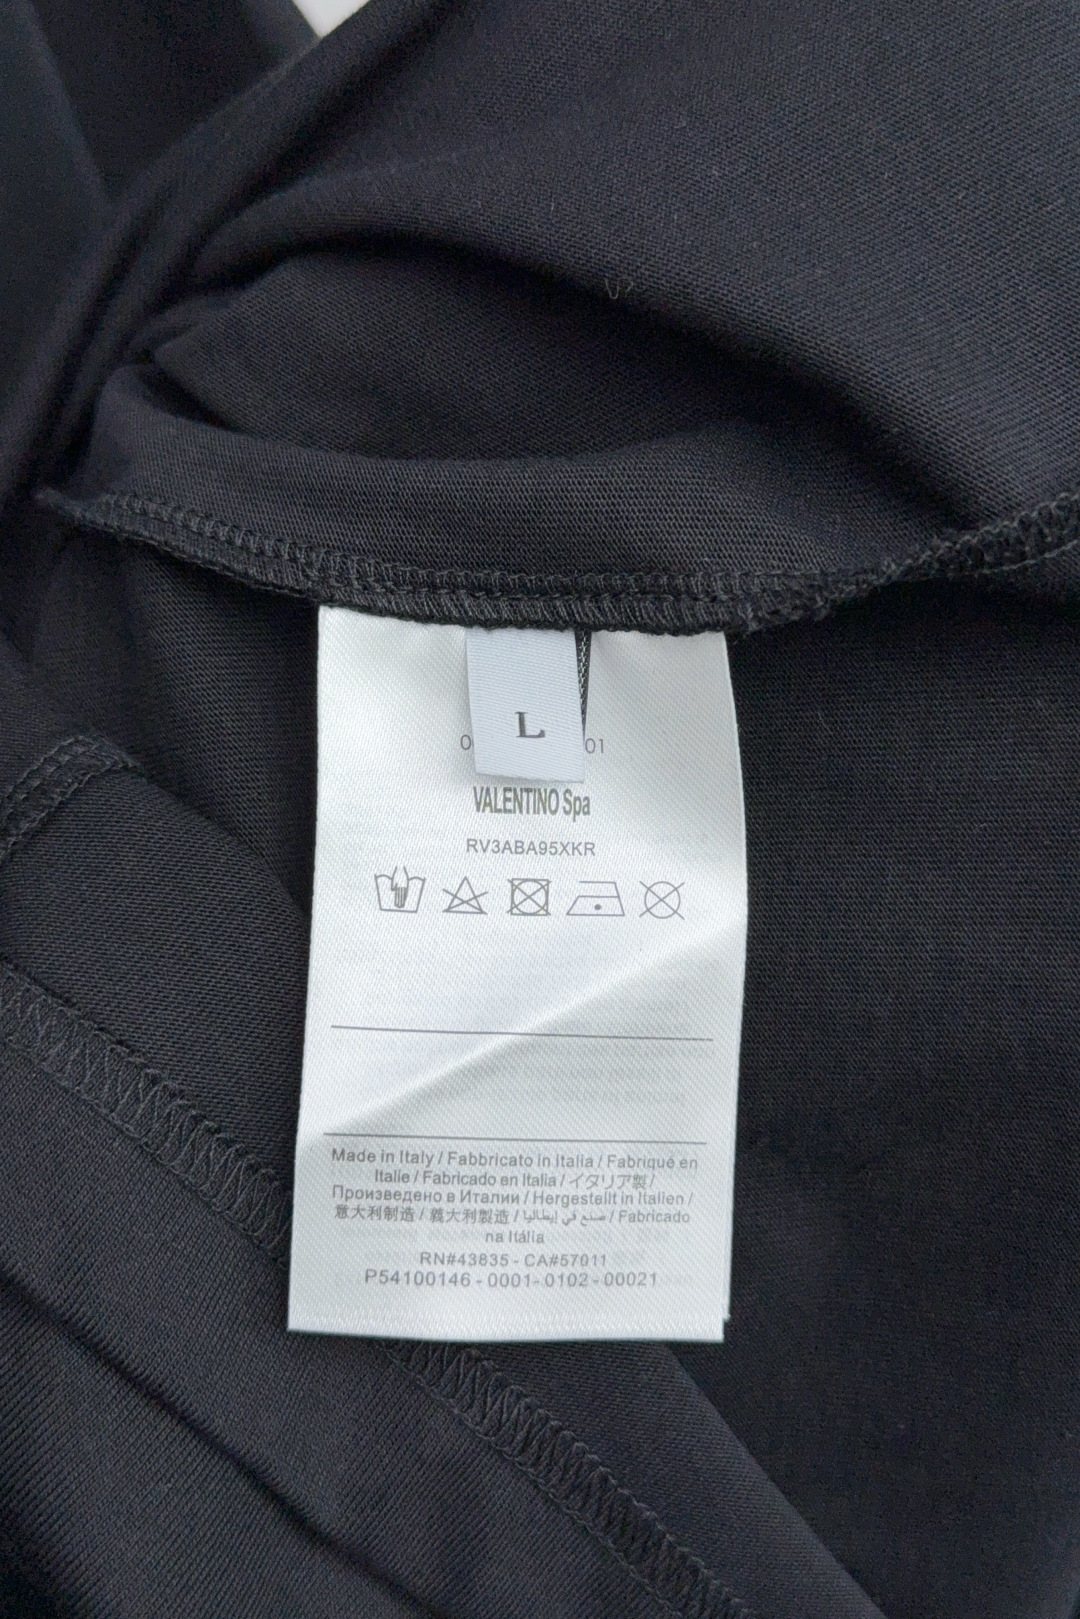 L
01
VALENTINO Spa
RV3ABA95XKR
Made in Italy / Fabbricato in Italia / Fabriqué en
Italie / Fabricado en Italia / イタリア製 /
Произведено в Италии / Hergestellt in Italien /
意大利制造 / 義大利製造 / صنع في إيطاليا / Fabricado
na Itália
RN#43835 - CA#57011
P54100146 - 0001- 0102 - 00021